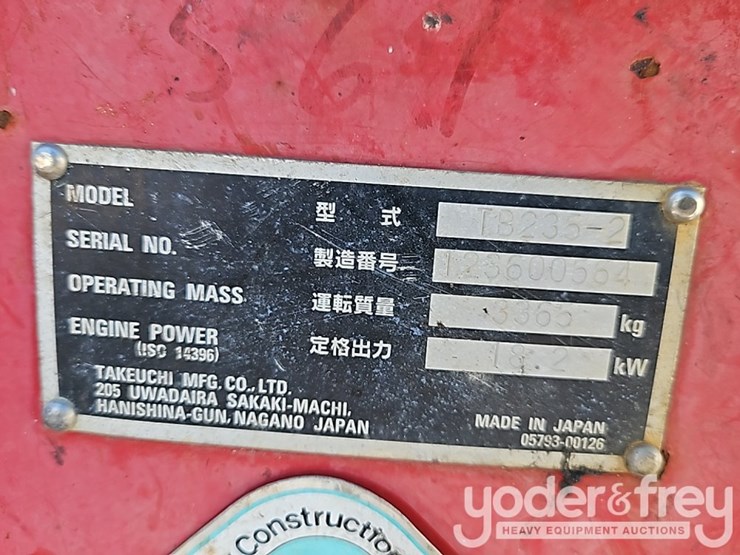 567
MODEL 型 式 TB235-2
SERIAL NO. 製造番号 123600564
OPERATING MASS 運転質量 3365 kg
ENGINE POWER 定格出力 18.2 kW
(ISO 14396)
TAKEUCHI MFG. CO., LTD.
205 UWADAIRA SAKAKI-MACHI,
HANISHINA-GUN, NAGANO JAPAN
MADE IN JAPAN
05793-00126
Construction
yoder&frey
HEAVY EQUIPMENT AUCTIONS